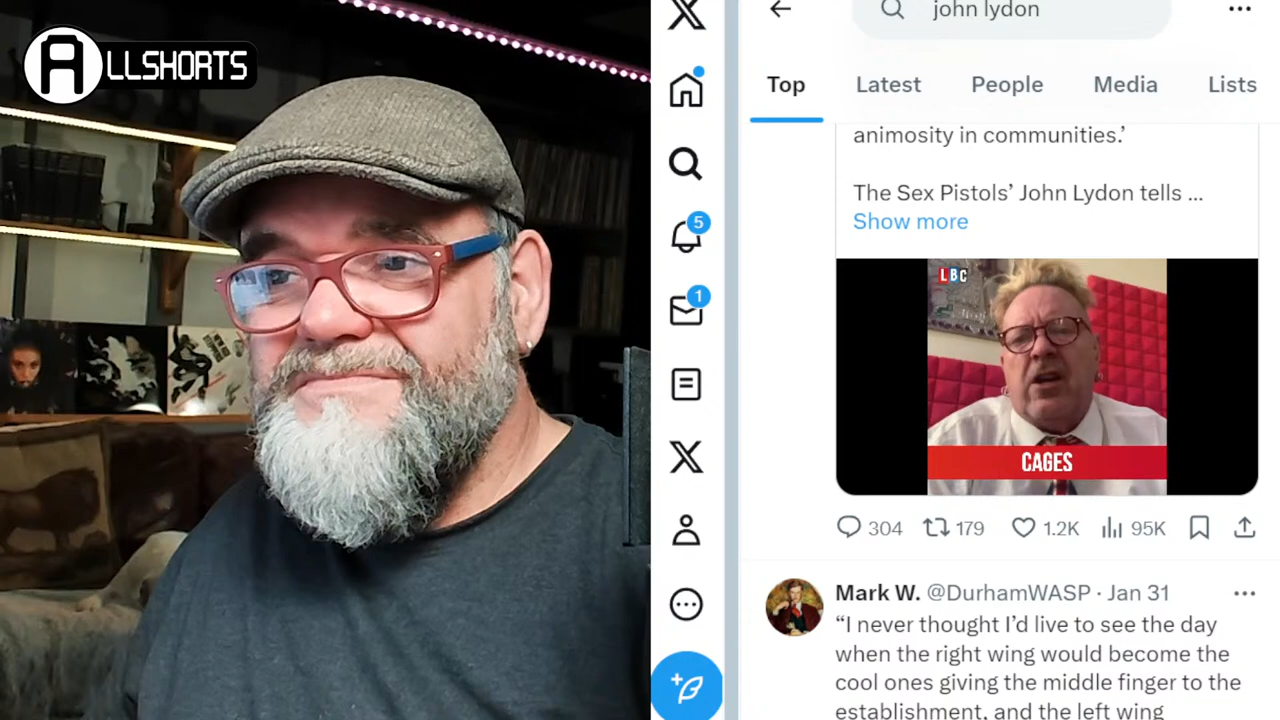 ALLSHORTS
john lydon
Top Latest People Media Lists
animosity in communities.’
The Sex Pistols’ John Lydon tells ...
Show more
LBC
CAGES
304 179 1.2K 95K
5
1
Mark W. @DurhamWASP · Jan 31
“I never thought I’d live to see the day
when the right wing would become the
cool ones giving the middle finger to the
establishment, and the left wing